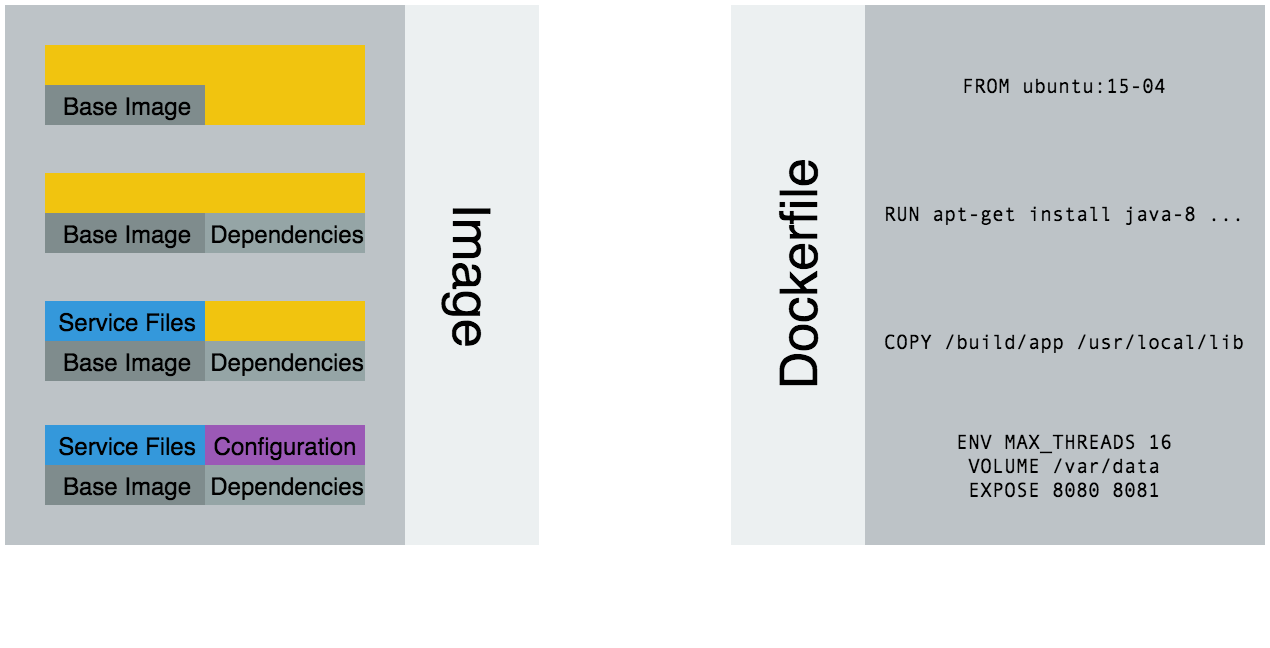 Base Image
Base Image Dependencies
Service Files
Base Image Dependencies
Service Files Configuration
Base Image Dependencies
Image
Dockerfile
FROM ubuntu:15-04
RUN apt-get install java-8 ...
COPY /build/app /usr/local/lib
ENV MAX_THREADS 16
VOLUME /var/data
EXPOSE 8080 8081